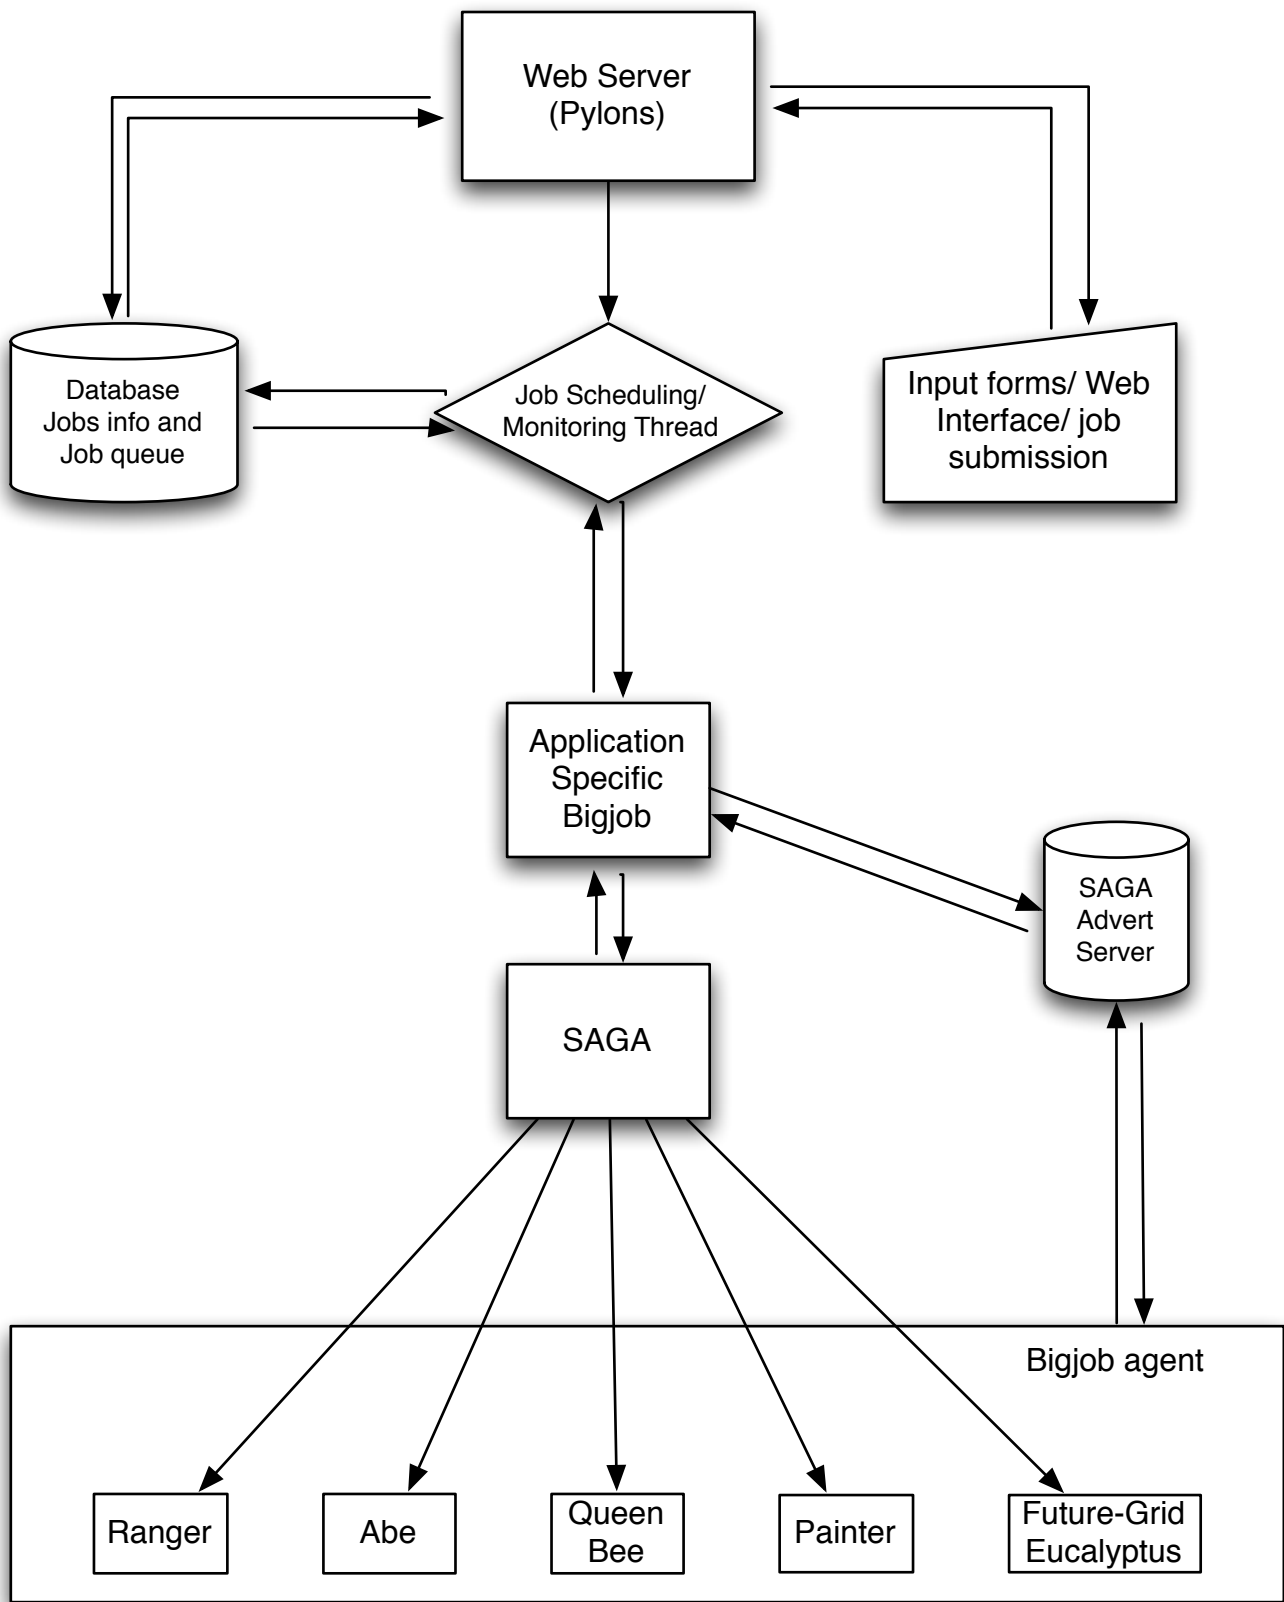 Web Server
(Pylons)
Database
Jobs info and
Job queue
Job Scheduling/
Monitoring Thread
Input forms/ Web
Interface/ job
submission
Application
Specific
Bigjob
SAGA
Advert
Server
SAGA
Bigjob agent
Ranger
Abe
Queen
Bee
Painter
Future-Grid
Eucalyptus